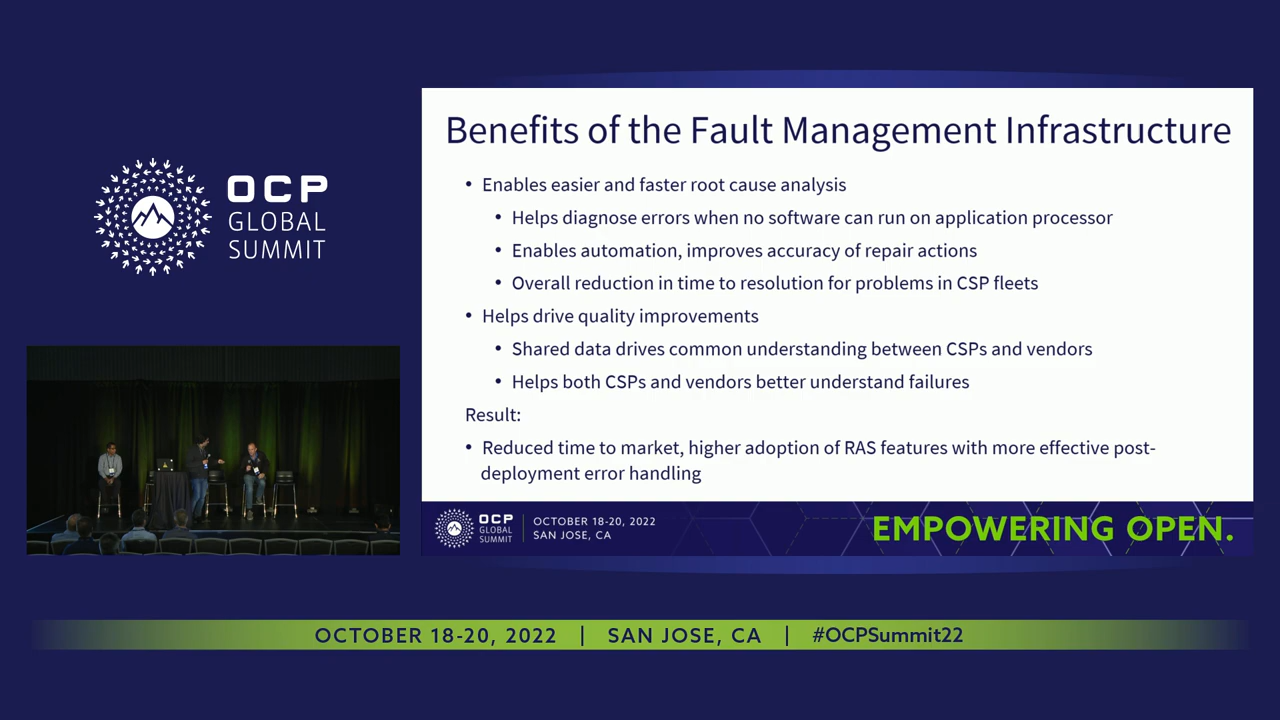 OCP
GLOBAL
SUMMIT
Benefits of the Fault Management Infrastructure
• Enables easier and faster root cause analysis
• Helps diagnose errors when no software can run on application processor
• Enables automation, improves accuracy of repair actions
• Overall reduction in time to resolution for problems in CSP fleets
• Helps drive quality improvements
• Shared data drives common understanding between CSPs and vendors
• Helps both CSPs and vendors better understand failures
Result:
• Reduced time to market, higher adoption of RAS features with more effective post-
deployment error handling
OCP
GLOBAL
SUMMIT
OCTOBER 18-20, 2022
SAN JOSE, CA
EMPOWERING OPEN.
OCTOBER 18-20, 2022 | SAN JOSE, CA | #OCPSummit22